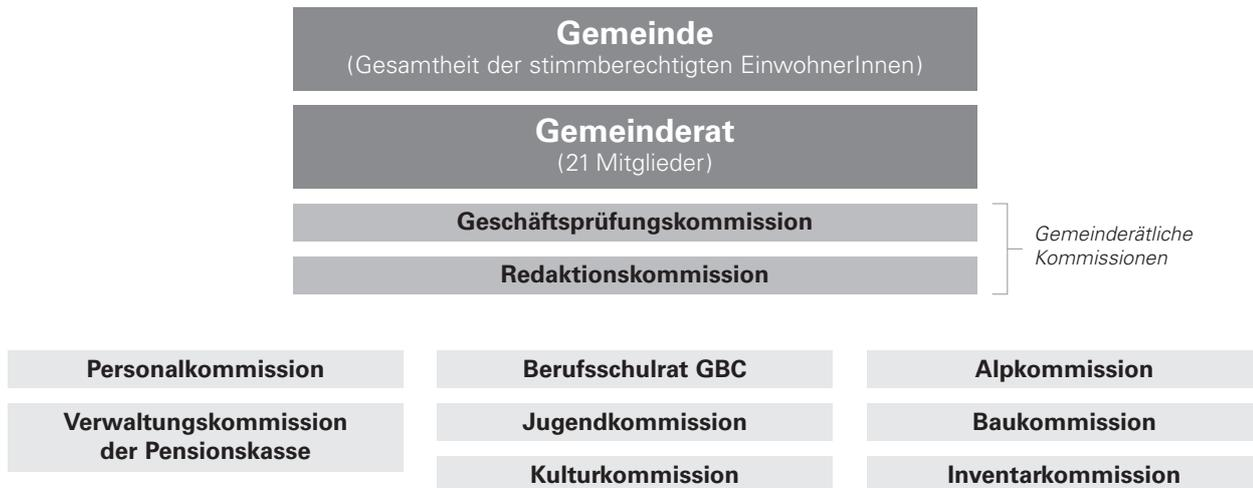 Gemeinde
(Gesamtheit der stimmberechtigten EinwohnerInnen)
Gemeinderat
(21 Mitglieder)
Geschäftsprüfungskommission
Redaktionskommission
Gemeinderätliche
Kommissionen
Personalkommission
Verwaltungskommission
der Pensionskasse
Berufsschulrat GBC
Jugendkommission
Kulturkommission
Alpkommission
Baukommission
Inventarkommission